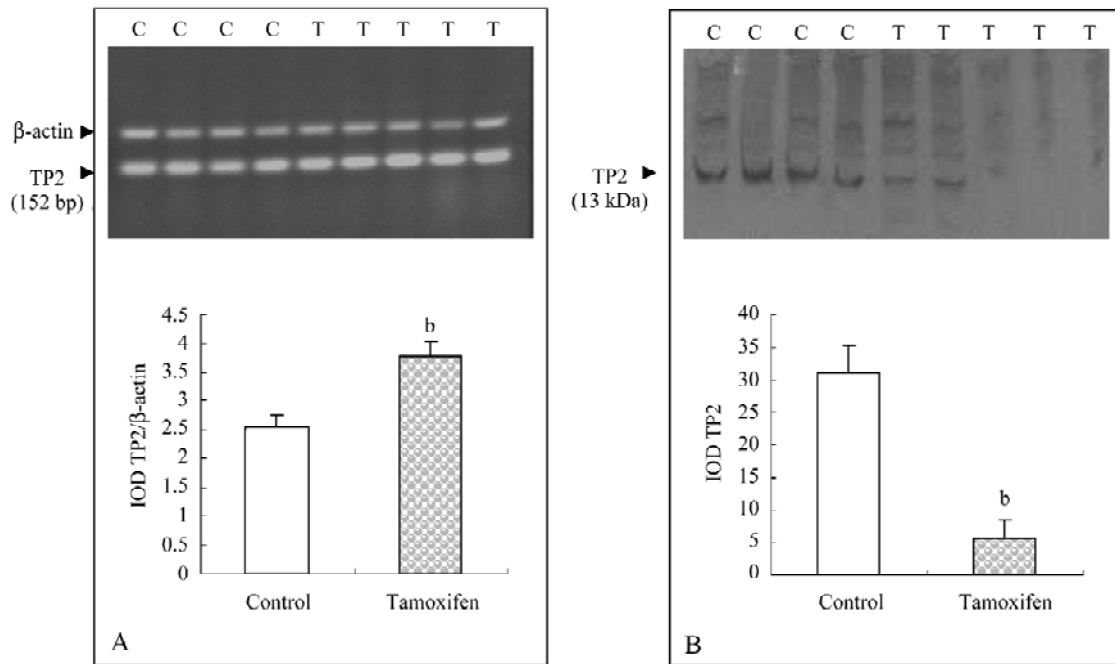 C C C C T T T T T
β-actin
TP2
(152 bp)
4.5
4
3.5
3
2.5
2
1.5
1
0.5
0
IOD TP2/β-actin
b
Control Tamoxifen
A
C C C C T T T T T
TP2
(13 kDa)
40
35
30
25
20
15
10
5
0
IOD TP2
b
Control Tamoxifen
B